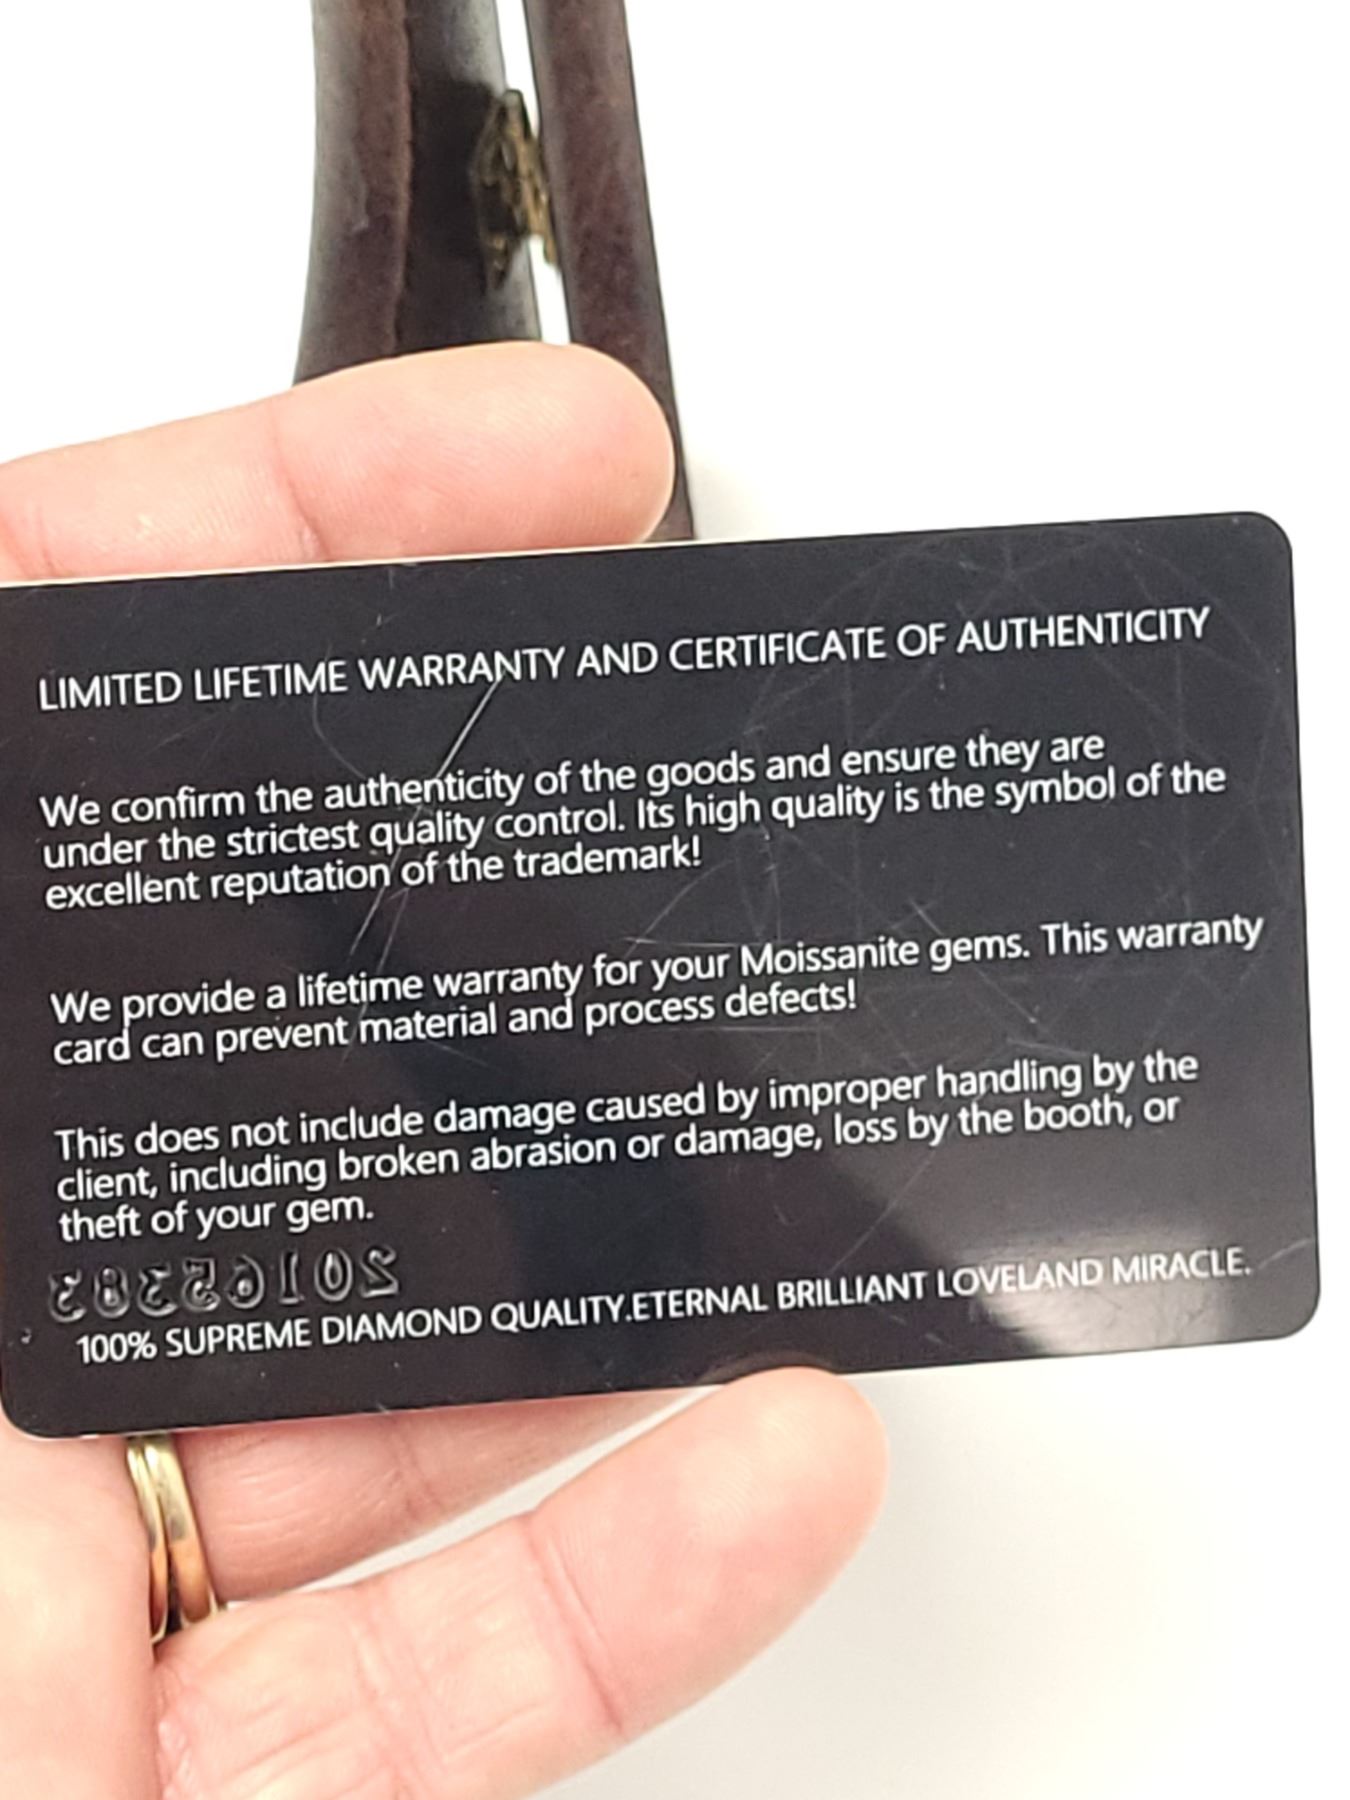 LIMITED LIFETIME WARRANTY AND CERTIFICATE OF AUTHENTICITY
We confirm the authenticity of the goods and ensure they are
under the strictest quality control. Its high quality is the symbol of the
excellent reputation of the trademark!
We provide a lifetime warranty for your Moissanite gems. This warranty
card can prevent material and process defects!
This does not include damage caused by improper handling by the
client, including broken abrasion or damage, loss by the booth, or
theft of your gem.
20165383
100% SUPREME DIAMOND QUALITY.ETERNAL BRILLIANT LOVELAND MIRACLE.